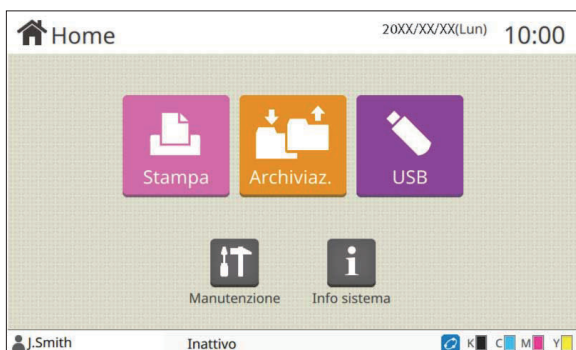 Home
20XX/XX/XX(Lun) 10:00
Stampa Archiviaz. USB
Manutenzione Info sistema
J.Smith Inattivo K C M Y